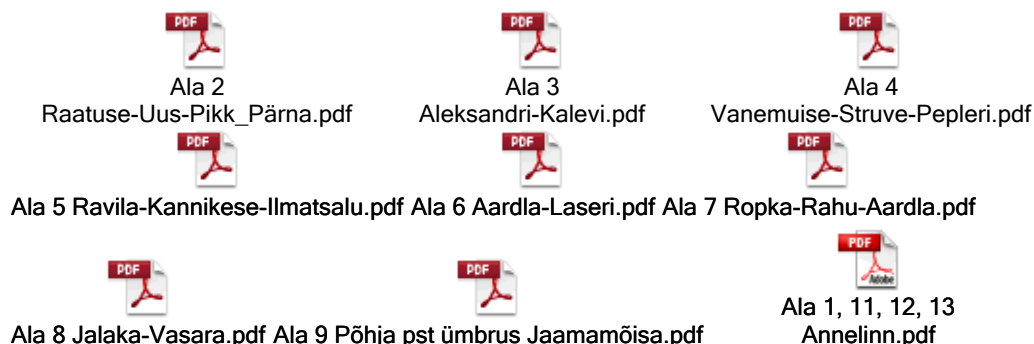 PDF PDF PDF
Ala 2 Ala 3 Ala 4
Raatuse-Uus-Pikk_Pärna.pdf Aleksandri-Kalevi.pdf Vanemuise-Struve-Pepleri.pdf
PDF PDF PDF
Ala 5 Ravila-Kannikese-Ilmatsalu.pdf Ala 6 Aardla-Laseri.pdf Ala 7 Ropka-Rahu-Aardla.pdf
PDF PDF PDF
Adobe
Ala 1, 11, 12, 13
Ala 8 Jalaka-Vasara.pdf Ala 9 Põhja pst ümbrus Jaamamõisa.pdf Annelinn.pdf